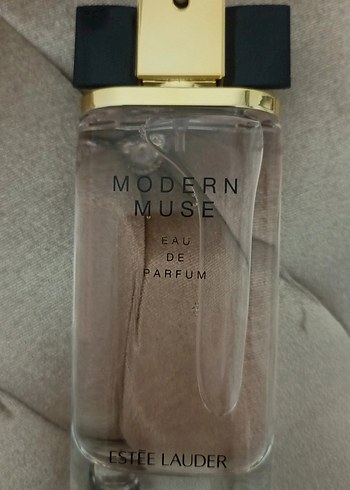 MODERN
MUSE
EAU
DE
PARFUM
ESTĒE LAUDER